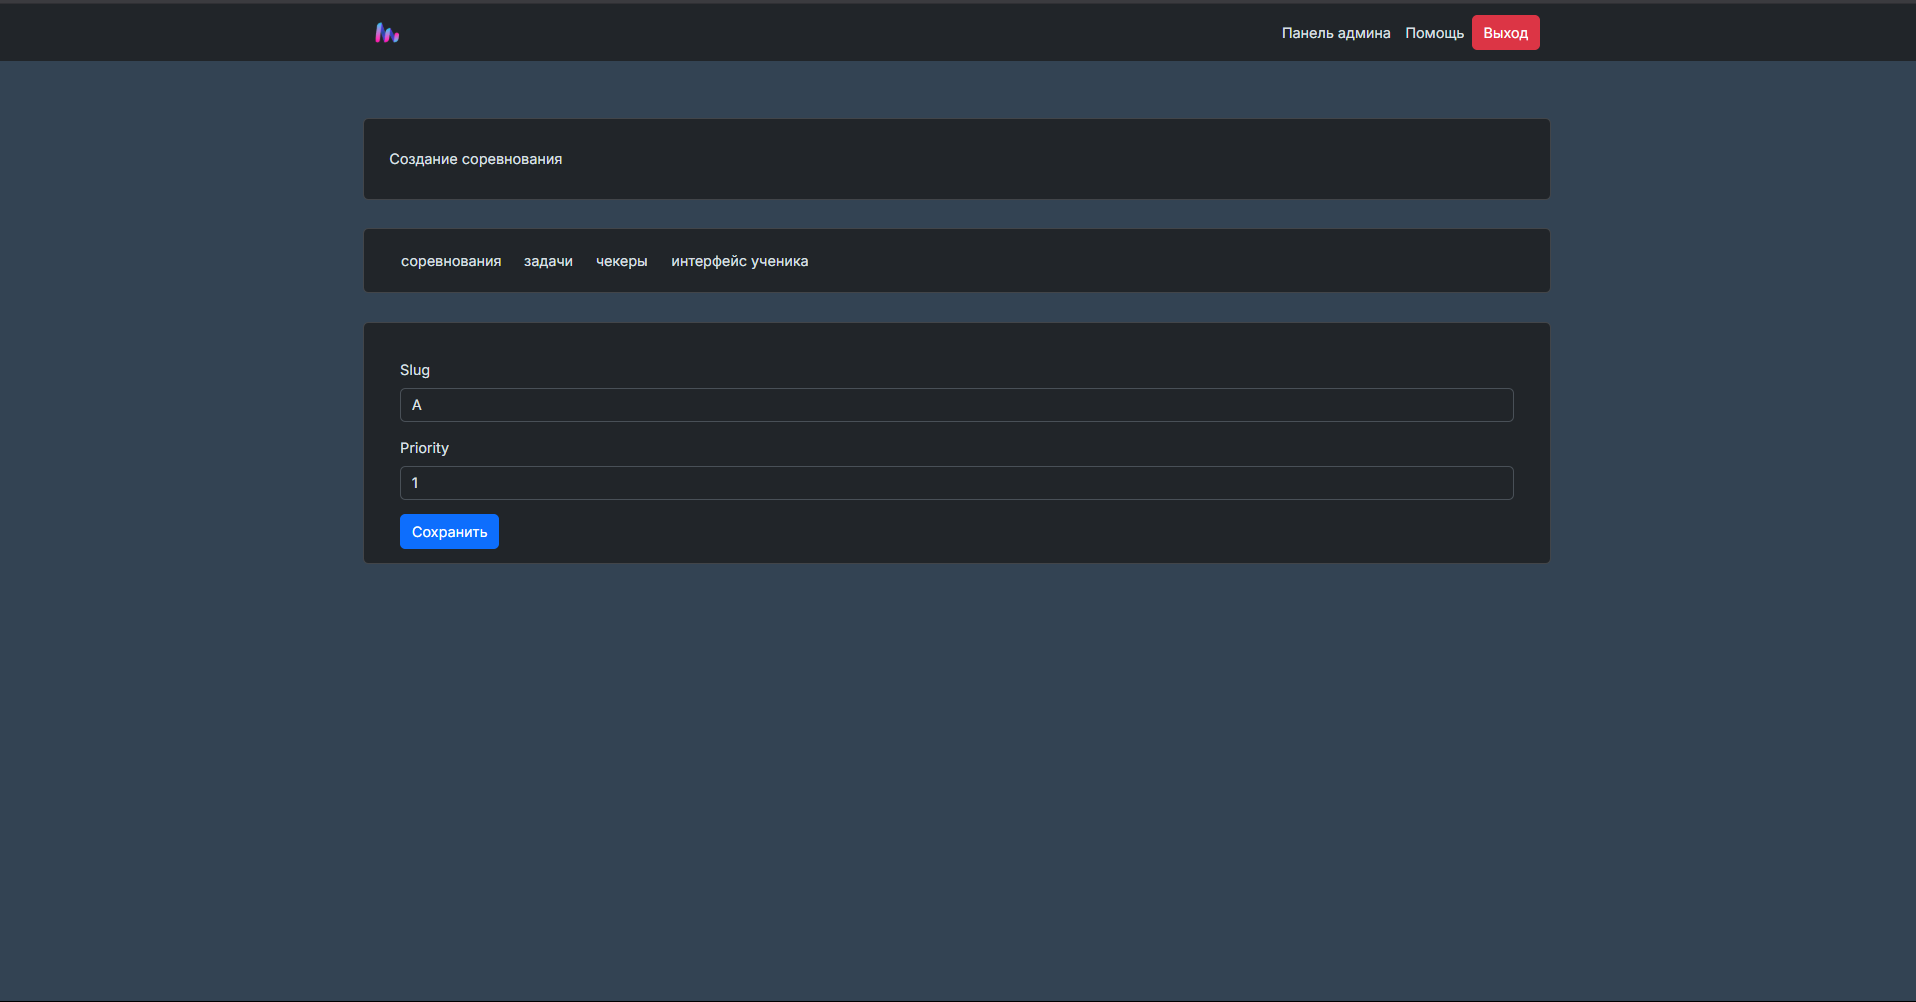 Панель админа Помощь Выход
Создание соревнования
соревнования задачи чекеры интерфейс ученика
Slug
A
Priority
1
Сохранить